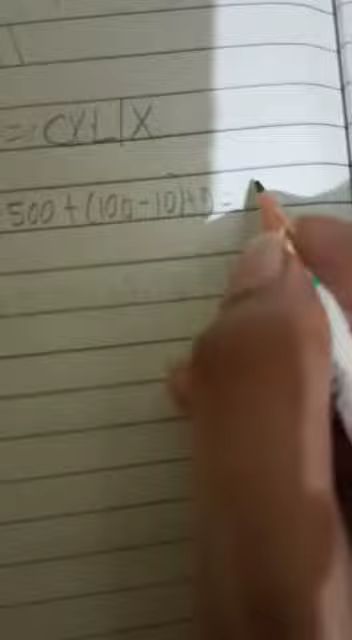 = CXL|X
500 + (100 - 10)